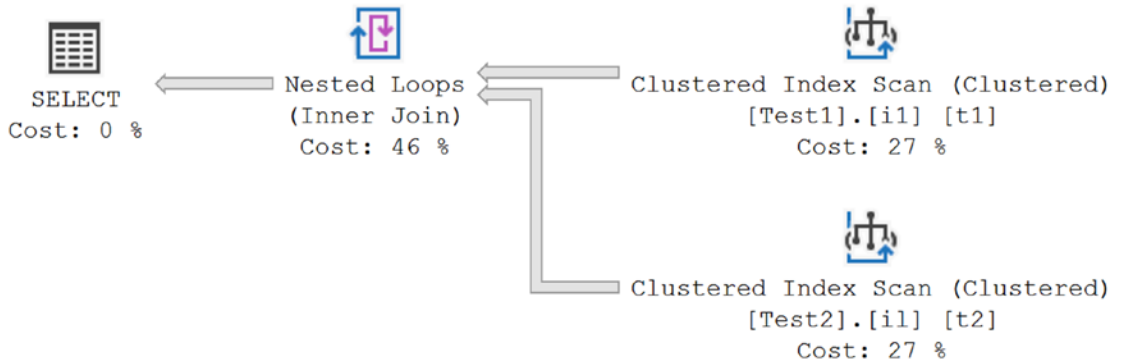 SELECT
Cost: 0 %
Nested Loops
(Inner Join)
Cost: 46 %
Clustered Index Scan (Clustered)
[Test1].[i1] [t1]
Cost: 27 %
Clustered Index Scan (Clustered)
[Test2].[i1] [t2]
Cost: 27 %